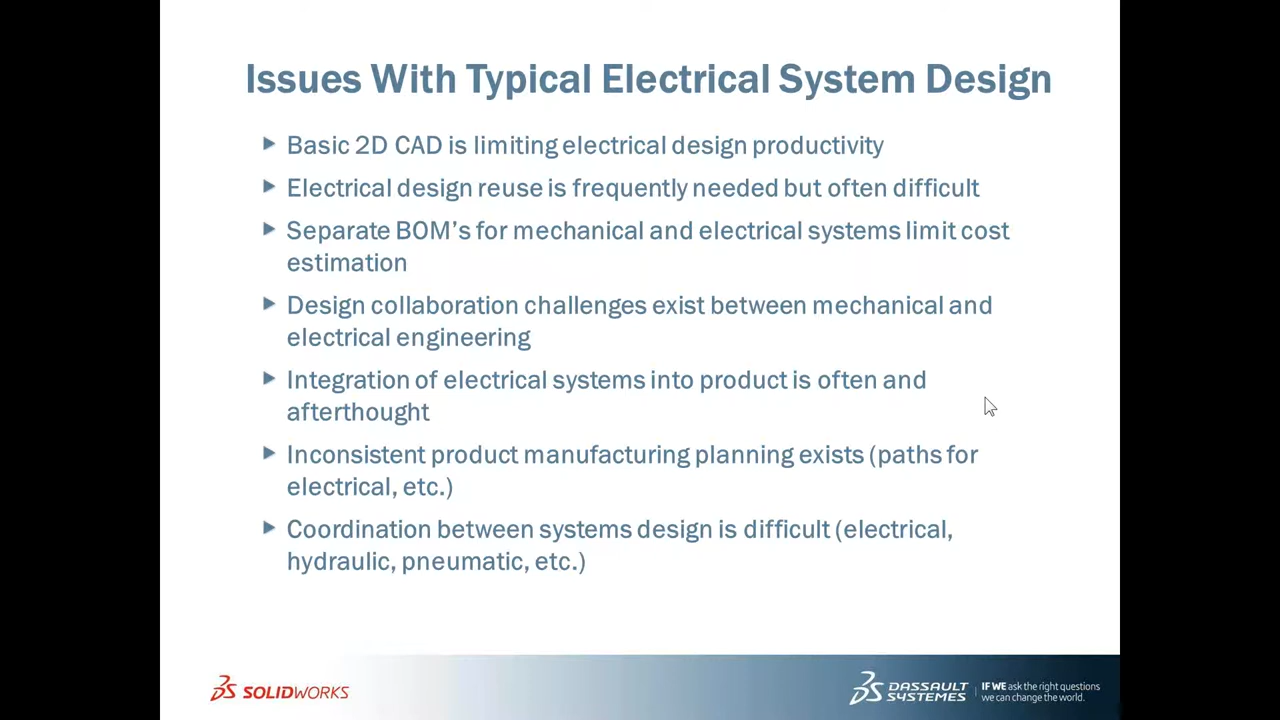 Issues With Typical Electrical System Design
Basic 2D CAD is limiting electrical design productivity
Electrical design reuse is frequently needed but often difficult
Separate BOM's for mechanical and electrical systems limit cost
estimation
Design collaboration challenges exist between mechanical and
electrical engineering
Integration of electrical systems into product is often and
afterthought
Inconsistent product manufacturing planning exists (paths for
electrical, etc.)
Coordination between systems design is difficult (electrical,
hydraulic, pneumatic, etc.)
SOLIDWORKS
DASSAULT
SYSTEMES
IF WE ask the right questions
we can change the world.